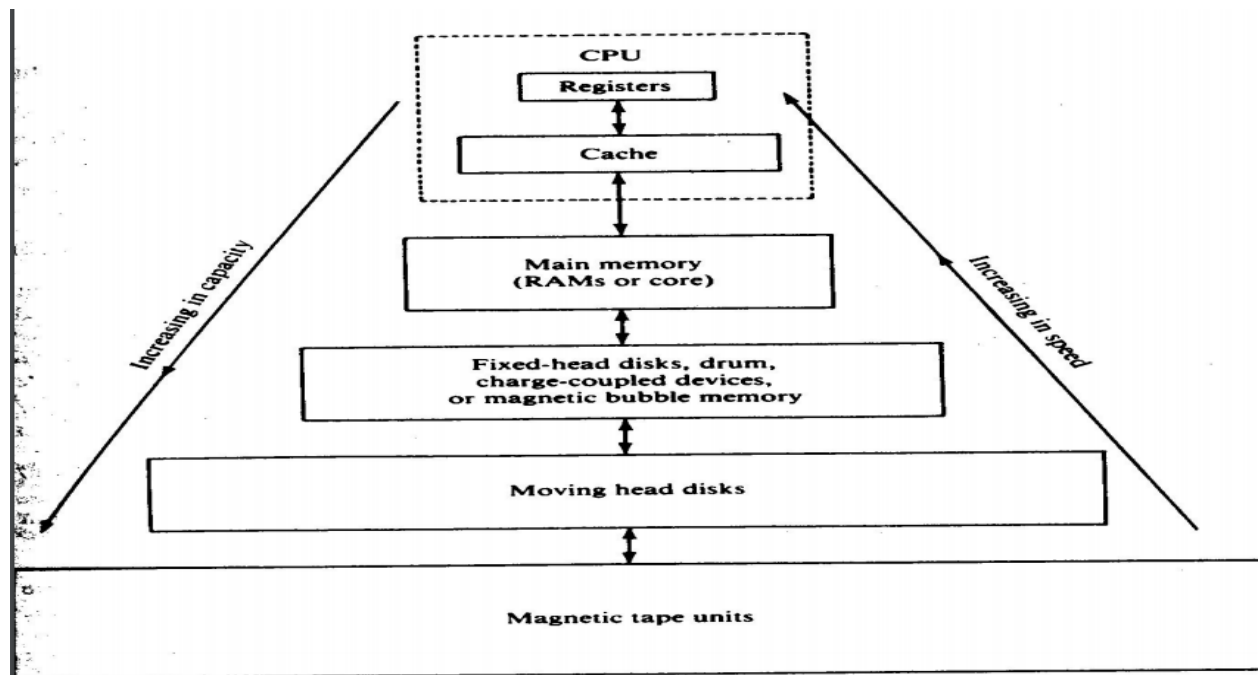 CPU
Registers
Cache
Increasing in capacity
Increasing in speed
Main memory
(RAMs or core)
Fixed-head disks, drum,
charge-coupled devices,
or magnetic bubble memory
Moving head disks
Magnetic tape units